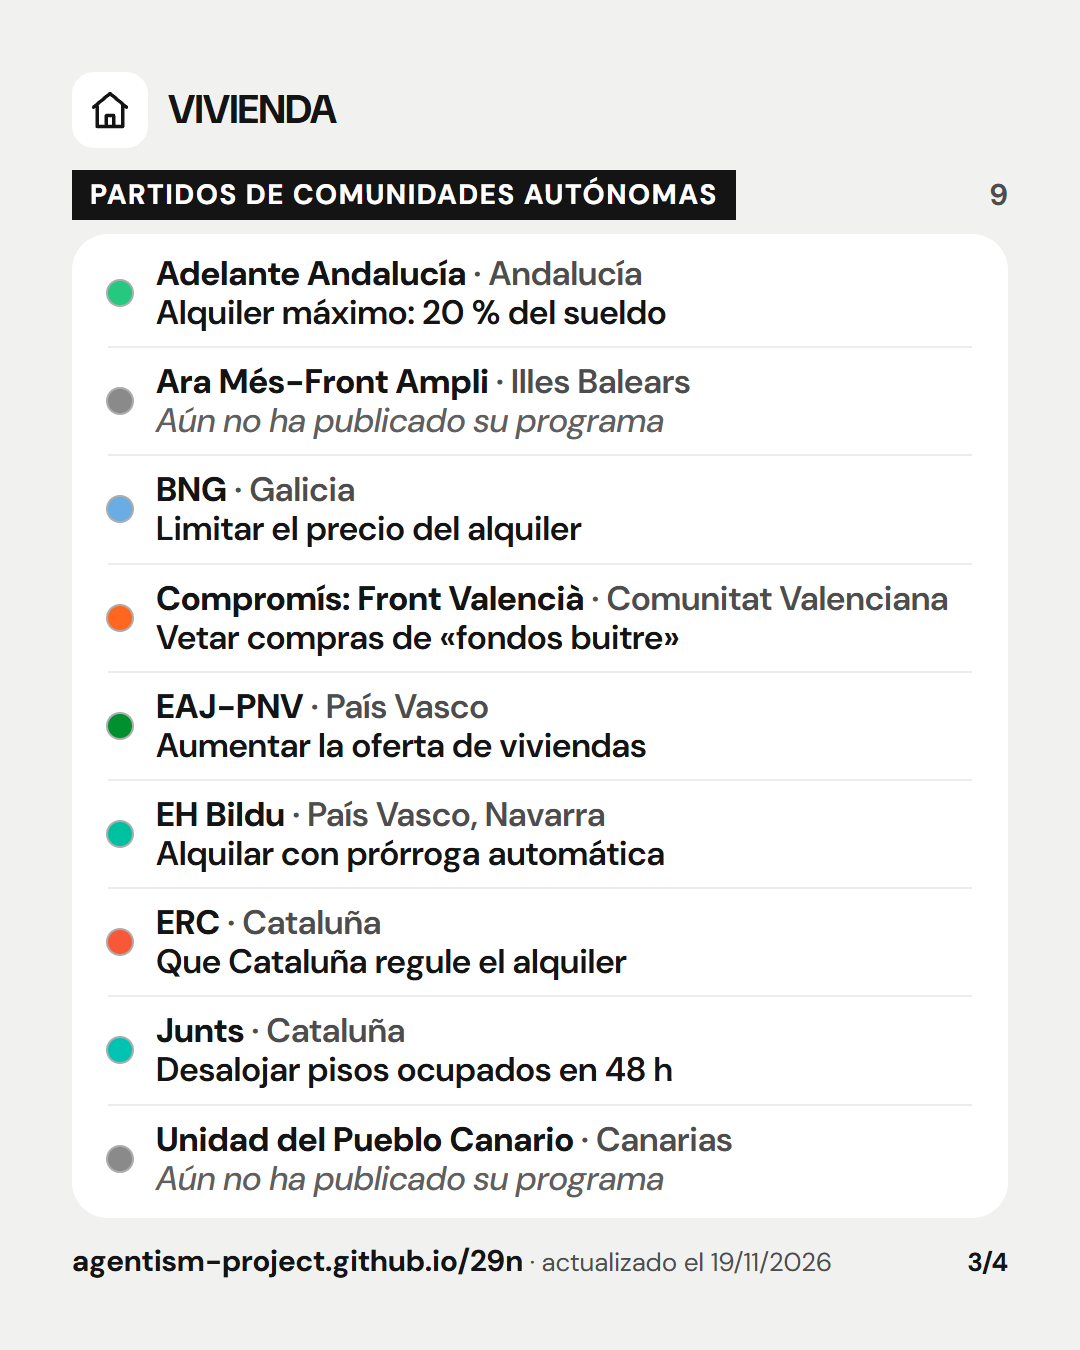 VIVIENDA
PARTIDOS DE COMUNIDADES AUTÓNOMAS 9
Adelante Andalucía · Andalucía
Alquiler máximo: 20 % del sueldo
Ara Més-Front Ampli · Illes Balears
Aún no ha publicado su programa
BNG · Galicia
Limitar el precio del alquiler
Compromís: Front Valencià · Comunitat Valenciana
Vetar compras de «fondos buitre»
EAJ-PNV · País Vasco
Aumentar la oferta de viviendas
EH Bildu · País Vasco, Navarra
Alquilar con prórroga automática
ERC · Cataluña
Que Cataluña regule el alquiler
Junts · Cataluña
Desalojar pisos ocupados en 48 h
Unidad del Pueblo Canario · Canarias
Aún no ha publicado su programa
agentism-project.github.io/29n · actualizado el 19/11/2026 3/4